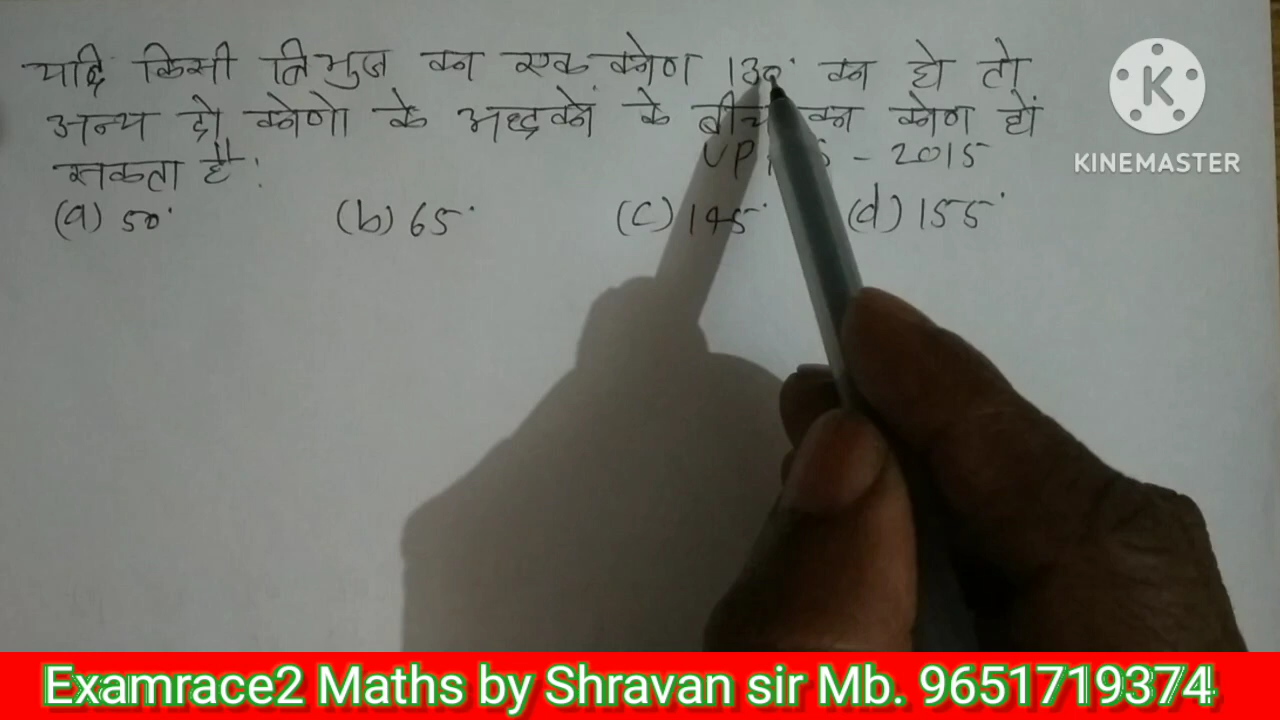 यदि किसी त्रिभुज का एक कोण 130° का हो तो
अन्य दो कोणो के अर्द्धकों के बीच का कोण हों
सकता है !
UP - 2015
(a) 50° (b) 65° (c) 145° (d) 155°
KINEMASTER
Examrace2 Maths by Shravan sir Mb. 9651719374